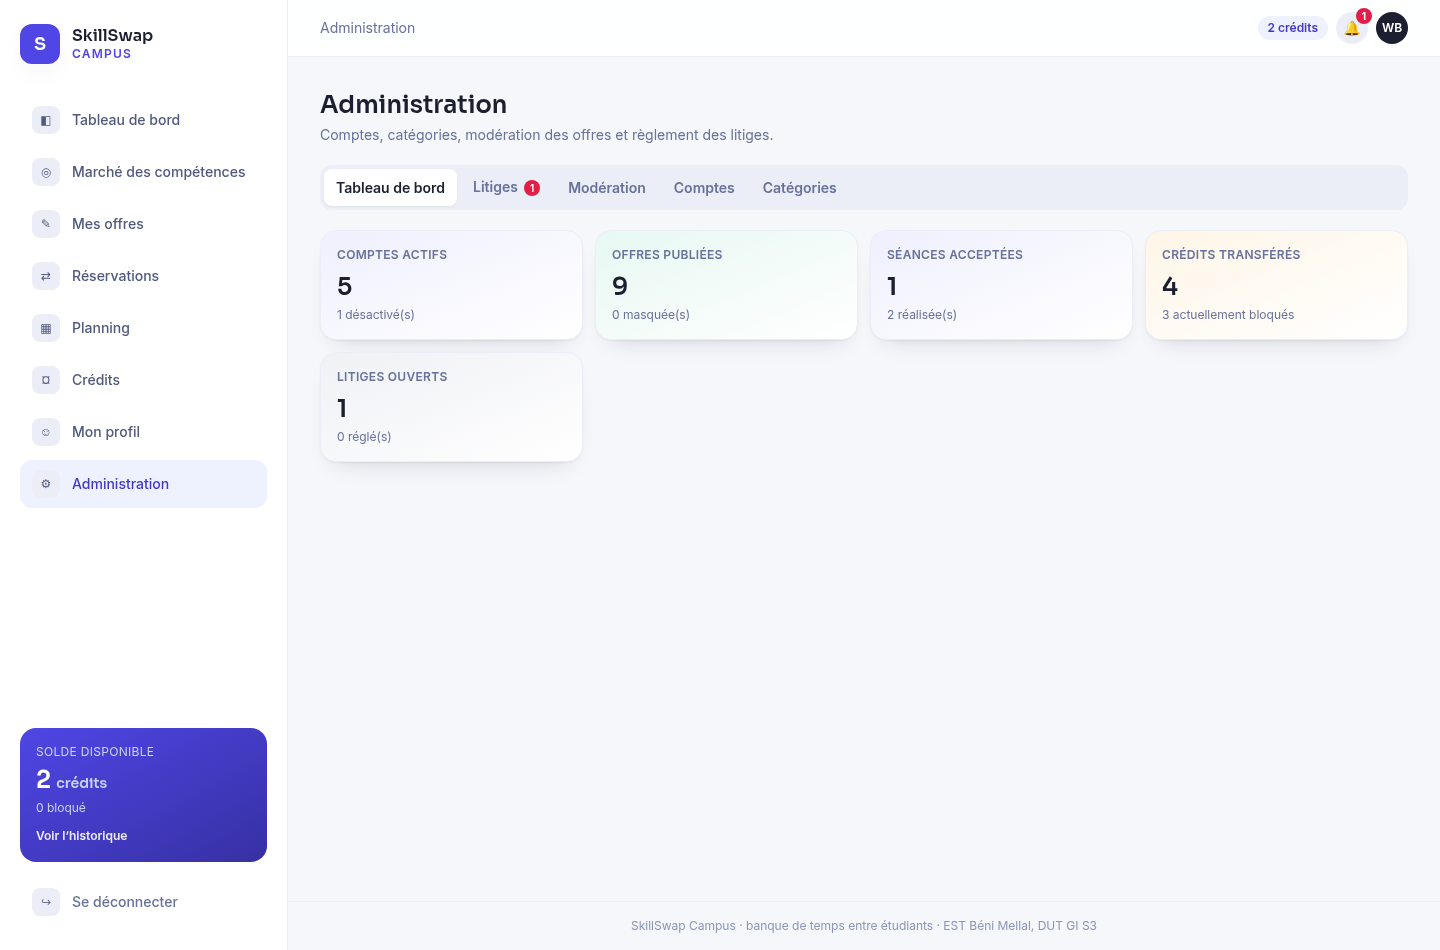 S
SkillSwap
CAMPUS
Tableau de bord
Marché des compétences
Mes offres
Réservations
Planning
Crédits
Mon profil
Administration
SOLDE DISPONIBLE
2 crédits
0 bloqué
Voir l'historique
Se déconnecter
Administration
2 crédits
1
WB
Administration
Comptes, catégories, modération des offres et règlement des litiges.
Tableau de bord
Litiges 1
Modération
Comptes
Catégories
COMPTES ACTIFS
5
1 désactivé(s)
OFFRES PUBLIÉES
9
0 masquée(s)
SÉANCES ACCEPTÉES
1
2 réalisée(s)
CRÉDITS TRANSFÉRÉS
4
3 actuellement bloqués
LITIGES OUVERTS
1
0 réglé(s)
SkillSwap Campus · banque de temps entre étudiants · EST Béni Mellal, DUT GI S3